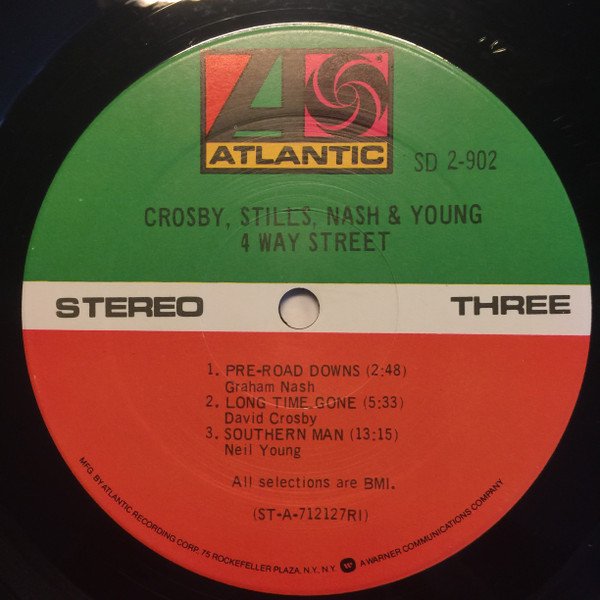 ATLANTIC
SD 2-902
CROSBY, STILLS, NASH & YOUNG
4 WAY STREET
STEREO
THREE
1. PRE-ROAD DOWNS (2:48)
Graham Nash
2. LONG TIME GONE (5:33)
David Crosby
3. SOUTHERN MAN (13:15)
Neil Young
All selections are BMI.
(ST-A-712127RI)
MFG. BY ATLANTIC RECORDING CORP. 75 ROCKEFELLER PLAZA, N.Y., N.Y. W A WARNER COMMUNICATIONS COMPANY